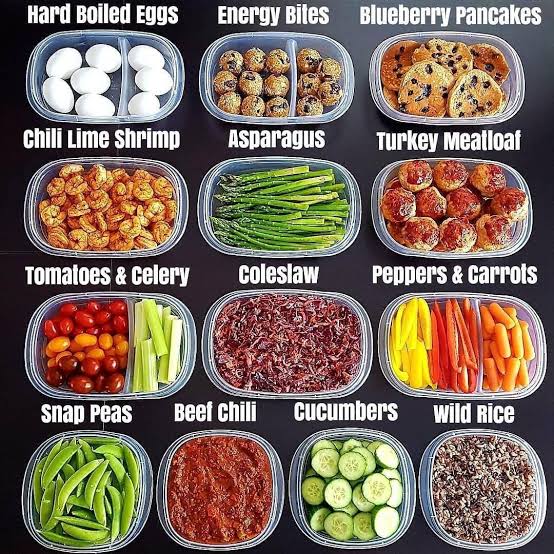 Hard Boiled Eggs
Energy Bites
Blueberry Pancakes
Chili Lime Shrimp
Asparagus
Turkey Meatloaf
Tomatoes & Celery
Coleslaw
Peppers & Carrots
Snap Peas
Beef Chili
Cucumbers
Wild Rice